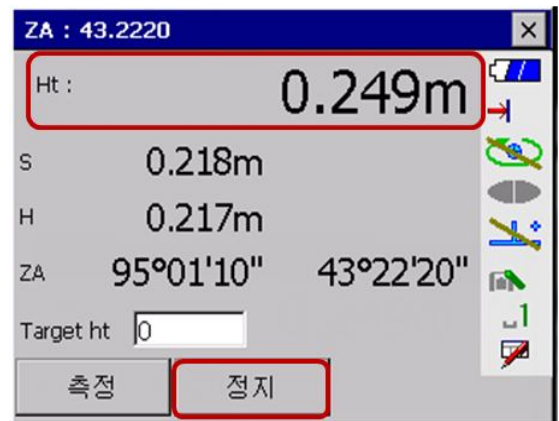 ZA : 43.2220
Ht : 0.249m
S 0.218m
H 0.217m
ZA 95°01'10" 43°22'20"
Target ht 0
1
측정 정지